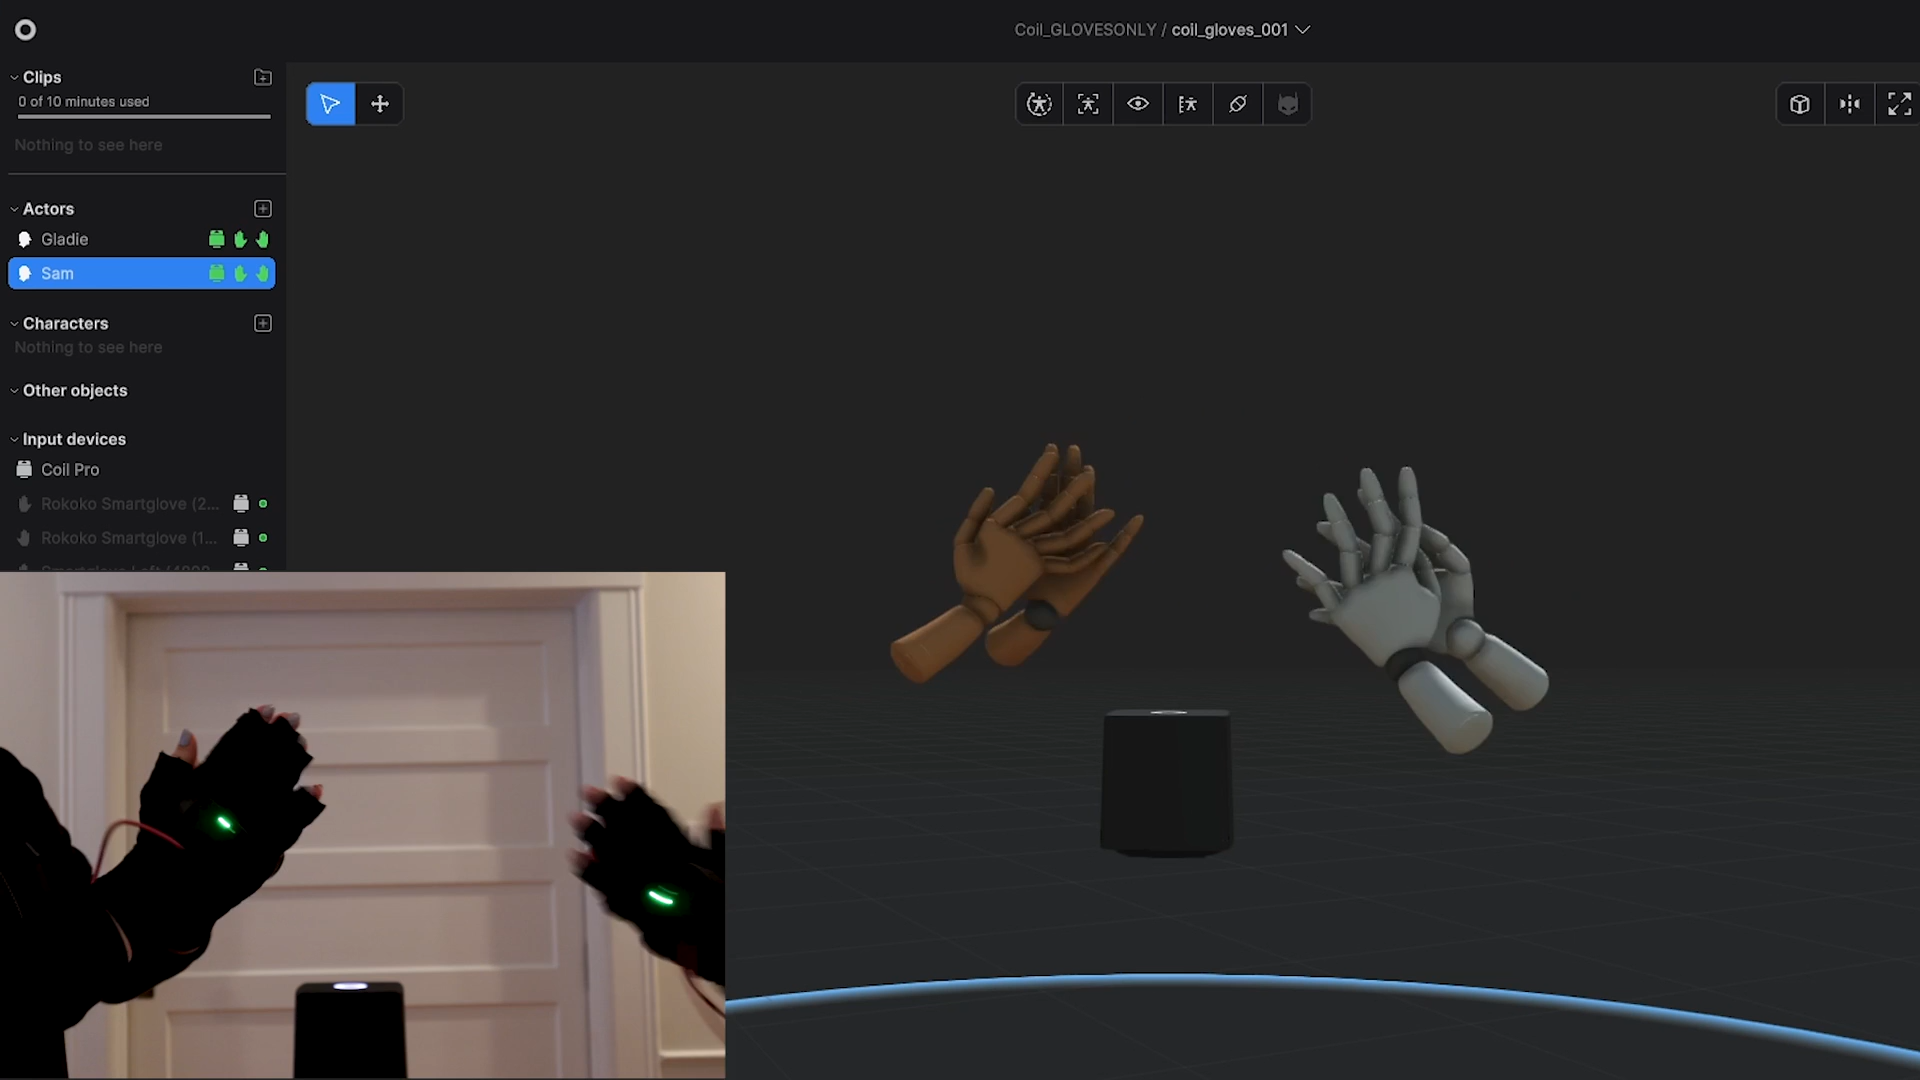 Coil_GLOVESONLY / coil_gloves_001
Clips
0 of 10 minutes used
Nothing to see here
Actors
Gladie
Sam
Characters
Nothing to see here
Other objects
Input devices
Coil Pro
Rokoko Smartglove (2...
Rokoko Smartglove (1...